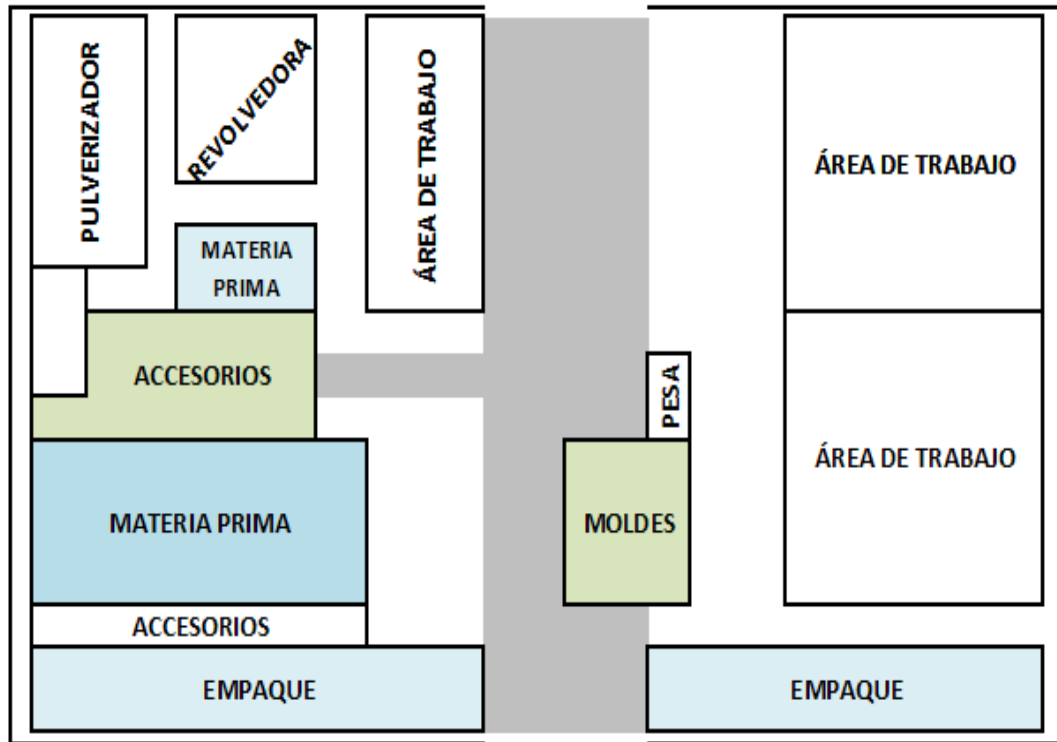 PULVERIZADOR
REVOLVEDORA
ÁREA DE TRABAJO
ÁREA DE TRABAJO
MATERIA
PRIMA
ACCESORIOS
PESA
ÁREA DE TRABAJO
MATERIA PRIMA
MOLDES
ACCESORIOS
EMPAQUE
EMPAQUE